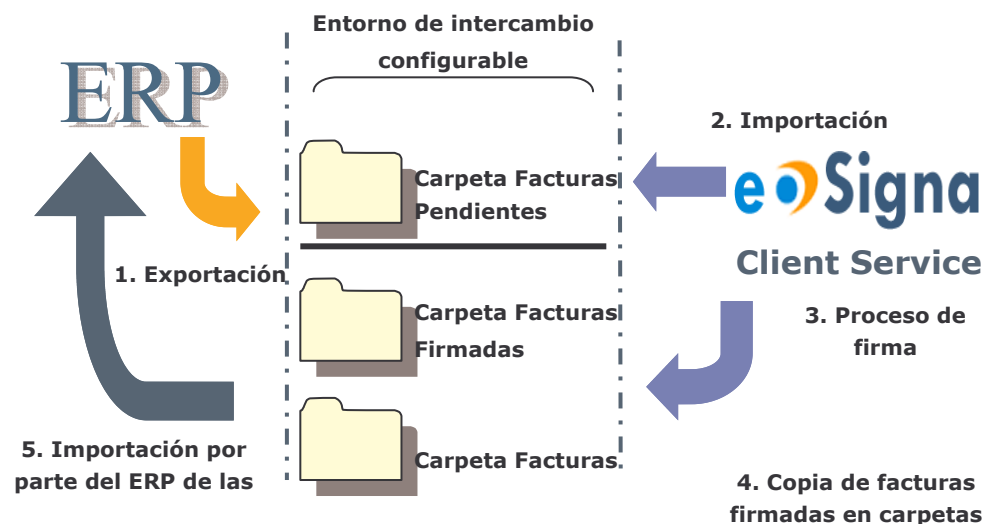 Entorno de intercambio
configurable
ERP
2. Importación
Carpeta Facturas
Pendientes
eoSigna
Client Service
1. Exportación
Carpeta Facturas
Firmadas
3. Proceso de
firma
5. Importación por
parte del ERP de las
Carpeta Facturas
4. Copia de facturas
firmadas en carpetas